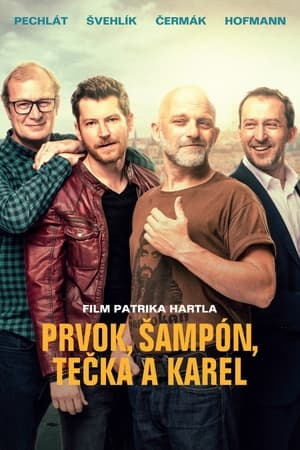 PECHLÁT ŠVEHLÍK ČERMÁK HOFMANN
FILM PATRIKA HARTLA
PRVOK, ŠAMPÓN,
TEČKA A KAREL